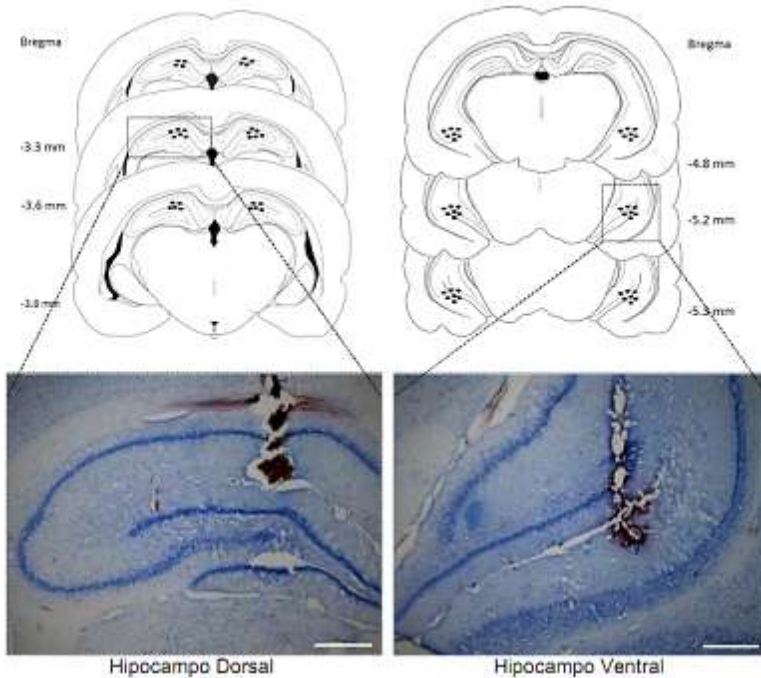 Bregma
-3.3 mm
-3.6 mm
-3.8 mm
Bregma
-4.8 mm
-5.2 mm
-5.3 mm
Hipocampo Dorsal
Hipocampo Ventral